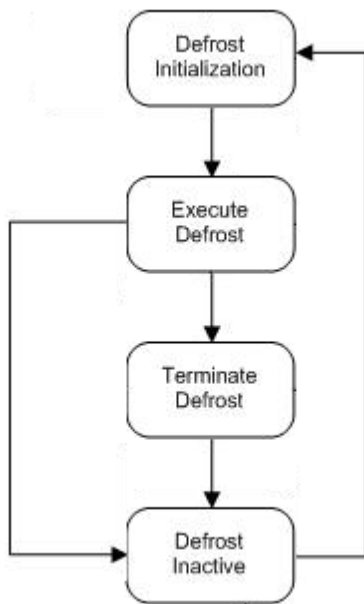 Defrost
Initialization
Execute
Defrost
Terminate
Defrost
Defrost
Inactive